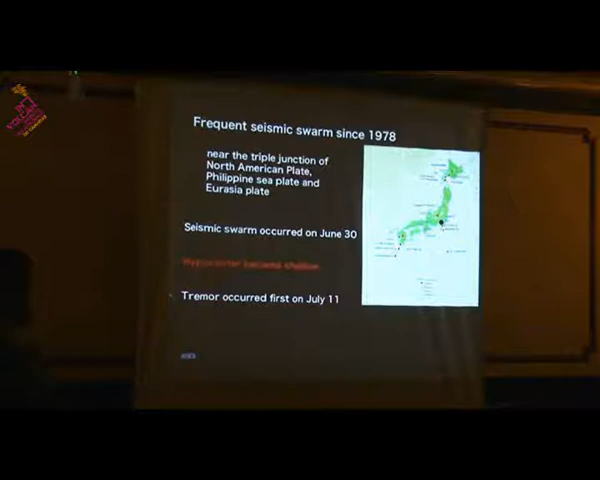 Frequent seismic swarm since 1978
near the triple junction of
North American Plate,
Philippine sea plate and
Eurasia plate
Seismic swarm occurred on June 30
Hypocenter became shallow
Tremor occurred first on July 11